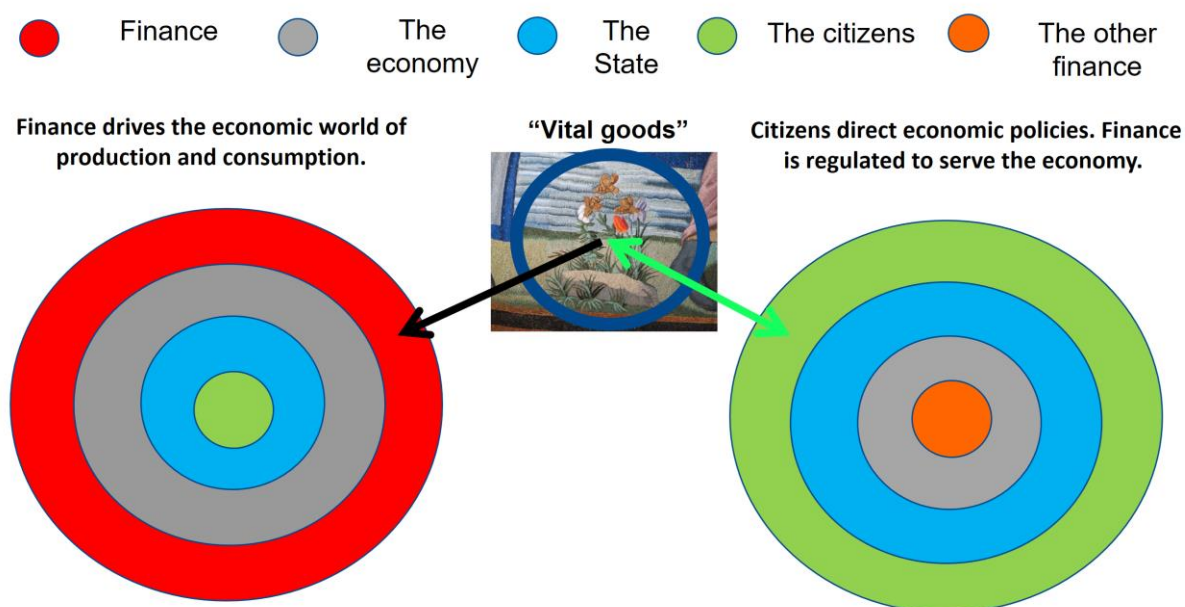 Finance
The
economy
The
State
The citizens
The other
finance
Finance drives the economic world of
production and consumption.
“Vital goods”
Citizens direct economic policies. Finance
is regulated to serve the economy.